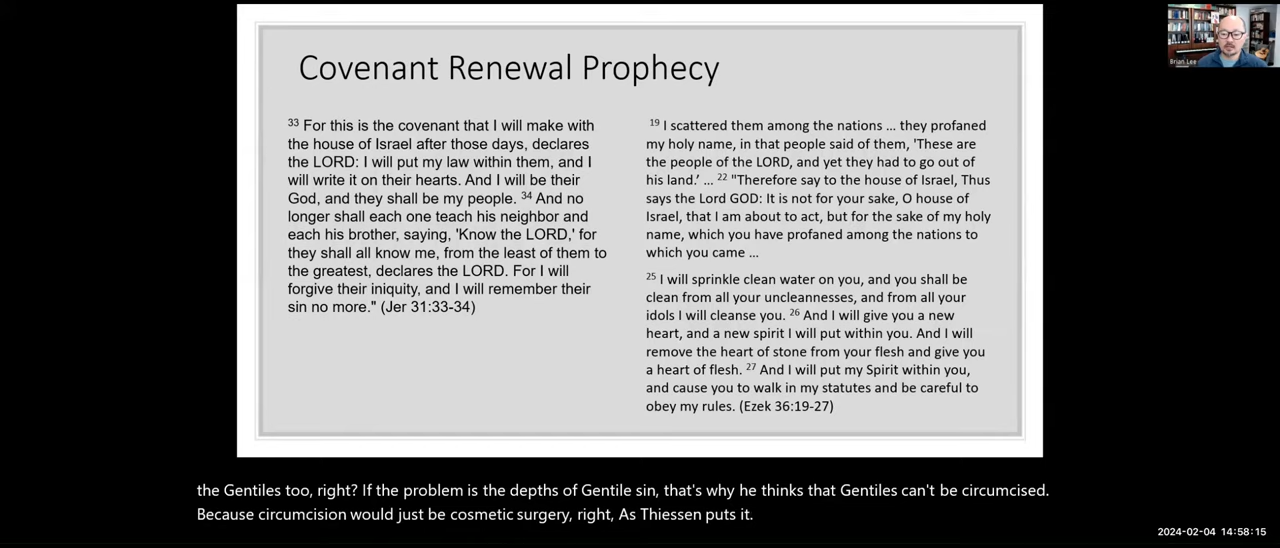 Covenant Renewal Prophecy
33 For this is the covenant that I will make with
the house of Israel after those days, declares
the LORD: I will put my law within them, and I
will write it on their hearts. And I will be their
God, and they shall be my people. 34 And no
longer shall each one teach his neighbor and
each his brother, saying, 'Know the LORD,' for
they shall all know me, from the least of them to
the greatest, declares the LORD. For I will
forgive their iniquity, and I will remember their
sin no more." (Jer 31:33-34)
19 I scattered them among the nations … they profaned
my holy name, in that people said of them, 'These are
the people of the LORD, and yet they had to go out of
his land.’ … 22 "Therefore say to the house of Israel, Thus
says the Lord GOD: It is not for your sake, O house of
Israel, that I am about to act, but for the sake of my holy
name, which you have profaned among the nations to
which you came …
25 I will sprinkle clean water on you, and you shall be
clean from all your uncleannesses, and from all your
idols I will cleanse you. 26 And I will give you a new
heart, and a new spirit I will put within you. And I will
remove the heart of stone from your flesh and give you
a heart of flesh. 27 And I will put my Spirit within you,
and cause you to walk in my statutes and be careful to
obey my rules. (Ezek 36:19-27)
Brian Lee
the Gentiles too, right? If the problem is the depths of Gentile sin, that's why he thinks that Gentiles can't be circumcised.
Because circumcision would just be cosmetic surgery, right, As Thiessen puts it.
2024-02-04 14:58:15